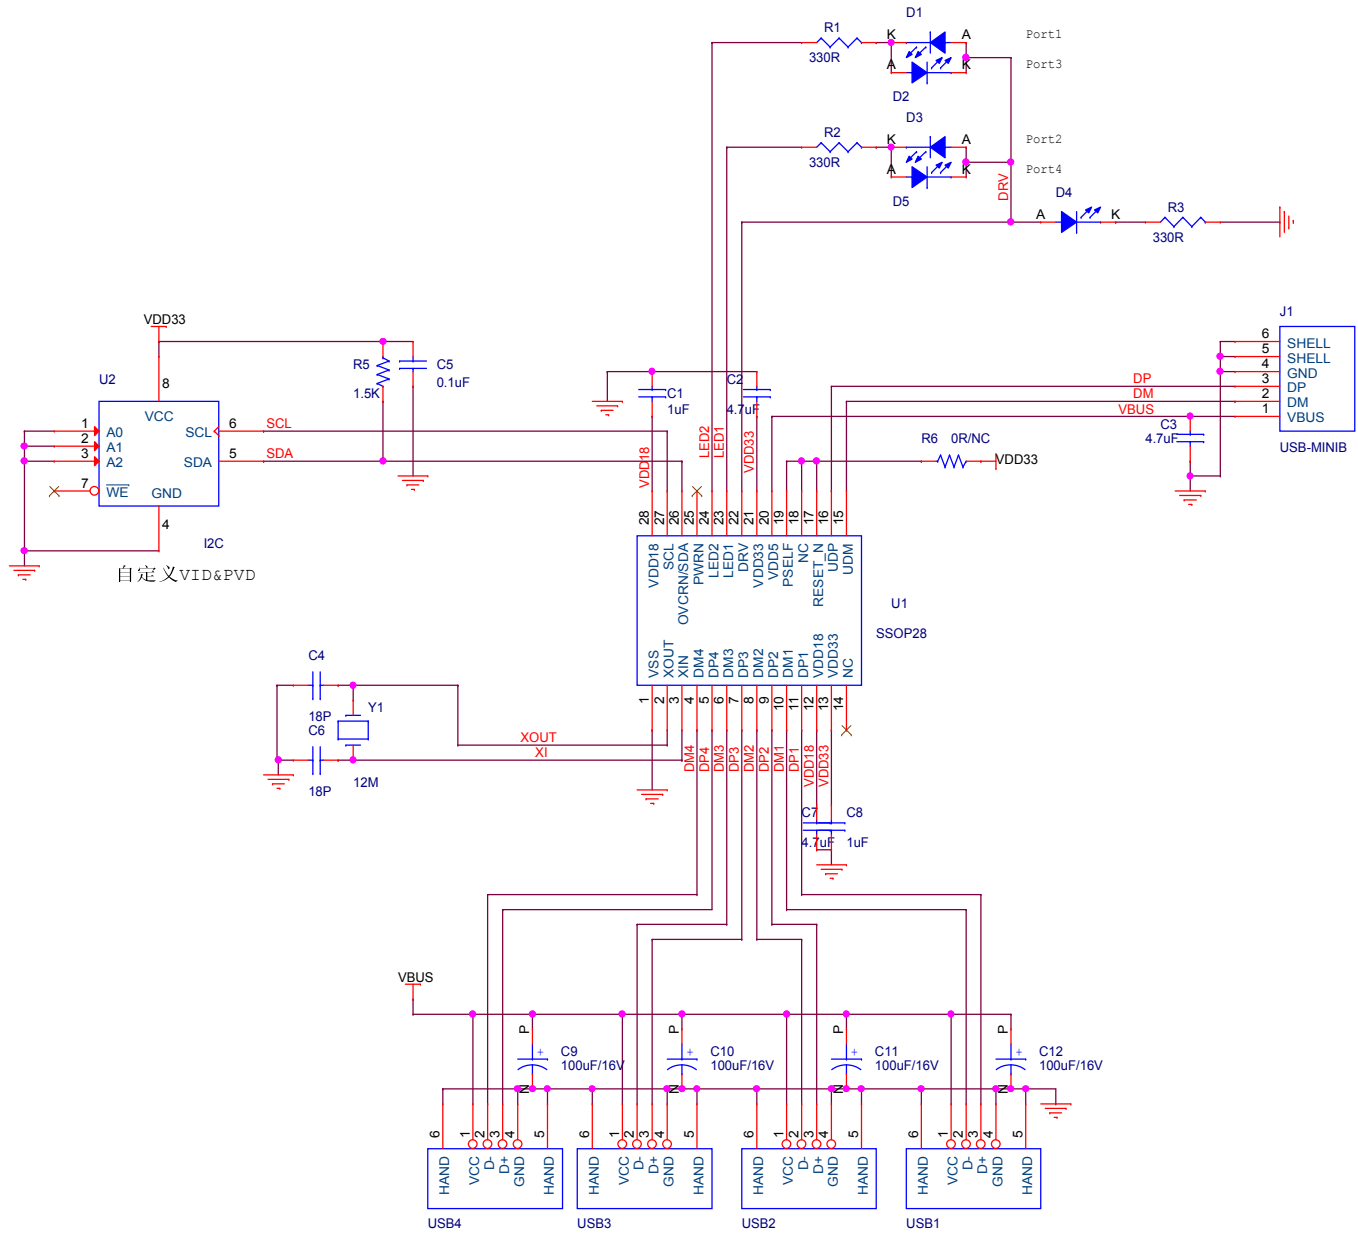 D1
R1
K
A
Port1
330R
A
K
Port3
D2
D3
R2
K
A
Port2
330R
A
K
Port4
D5
DRV
D4
A
K
R3
330R
VDD33
R5
1.5K
C5
0.1uF
U2
8
VCC
1
A0
2
A1
3
A2
7
WE
GND
4
6
SCL
SCL
5
SDA
SDA
I2C
自定义VID&PVD
C1
1uF
C2
4.7uF
VDD18
LED2
LED1
VDD33
J1
6
SHELL
5
SHELL
4
GND
3
DP
DP
2
DM
DM
1
VBUS
VBUS
C3
4.7uF
USB-MINIB
R6
0R/NC
VDD33
28
27
26
25
24
23
22
21
20
19
18
17
16
15
VDD18
SCL
OVCRN/SDA
PWRN
LED2
LED1
DRV
VDD33
VDD5
PSELF
NC
RESET_N
UDP
UDM
U1
SSOP28
VSS
XOUT
XIN
DM4
DP4
DM3
DP3
DM2
DP2
DM1
DP1
VDD18
VDD33
NC
1
2
3
4
5
6
7
8
9
10
11
12
13
14
C4
18P
C6
18P
Y1
12M
XOUT
XI
DM4
DP4
DM3
DP3
DM2
DP2
DM1
DP1
VDD18
VDD33
C7
4.7uF
C8
1uF
VBUS
P
+
N
C9
100uF/16V
P
+
N
C10
100uF/16V
P
+
N
C11
100uF/16V
P
+
N
C12
100uF/16V
6
1
2
3
4
5
HAND
VCC
D-
D+
GND
HAND
USB4
6
1
2
3
4
5
HAND
VCC
D-
D+
GND
HAND
USB3
6
1
2
3
4
5
HAND
VCC
D-
D+
GND
HAND
USB2
6
1
2
3
4
5
HAND
VCC
D-
D+
GND
HAND
USB1